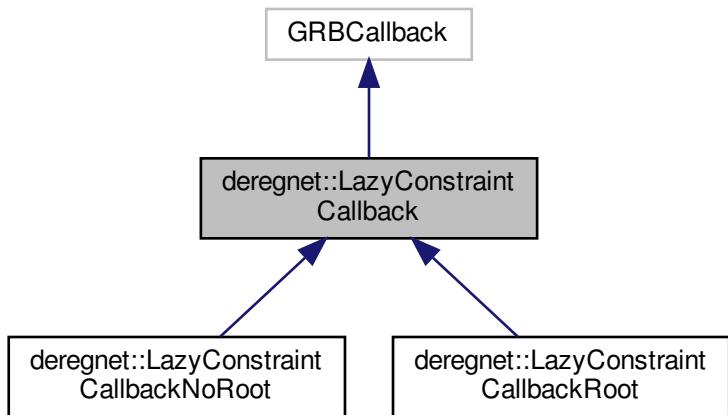 GRBCallback
deregnet::LazyConstraint
Callback
deregnet::LazyConstraint
CallbackNoRoot
deregnet::LazyConstraint
CallbackRoot